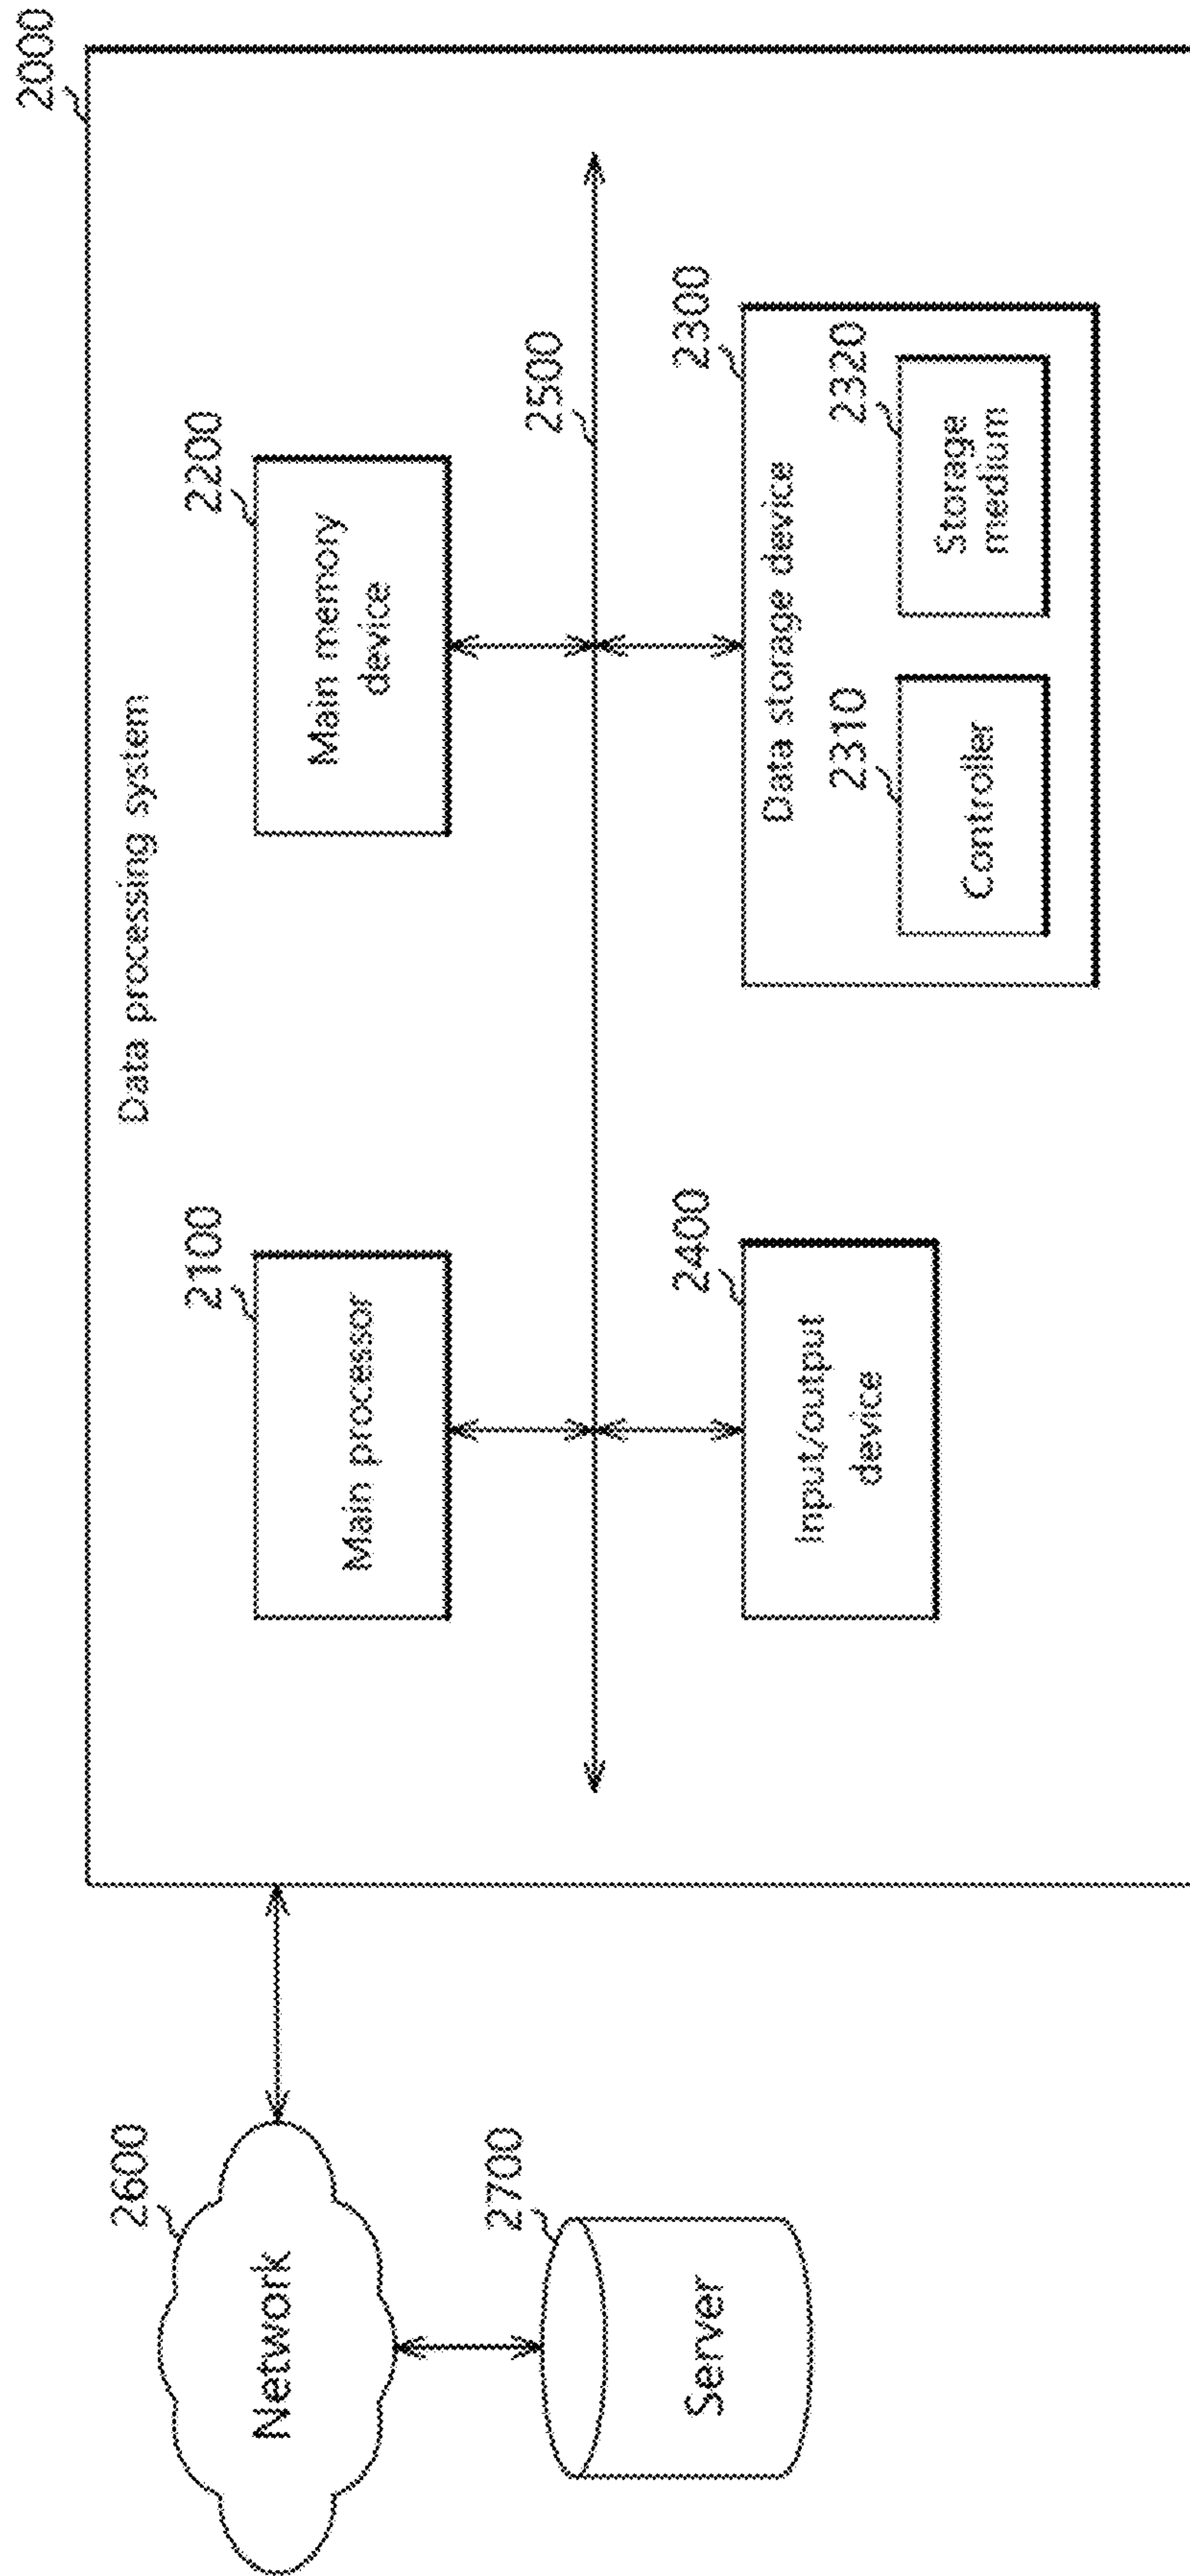 2000
Data processing system
2600
Network
2700
Server
2100
Main processor
2200
Main memory
device
2500
2400
Input/output
device
2300
Data storage device
2310
Controller
2320
Storage
medium